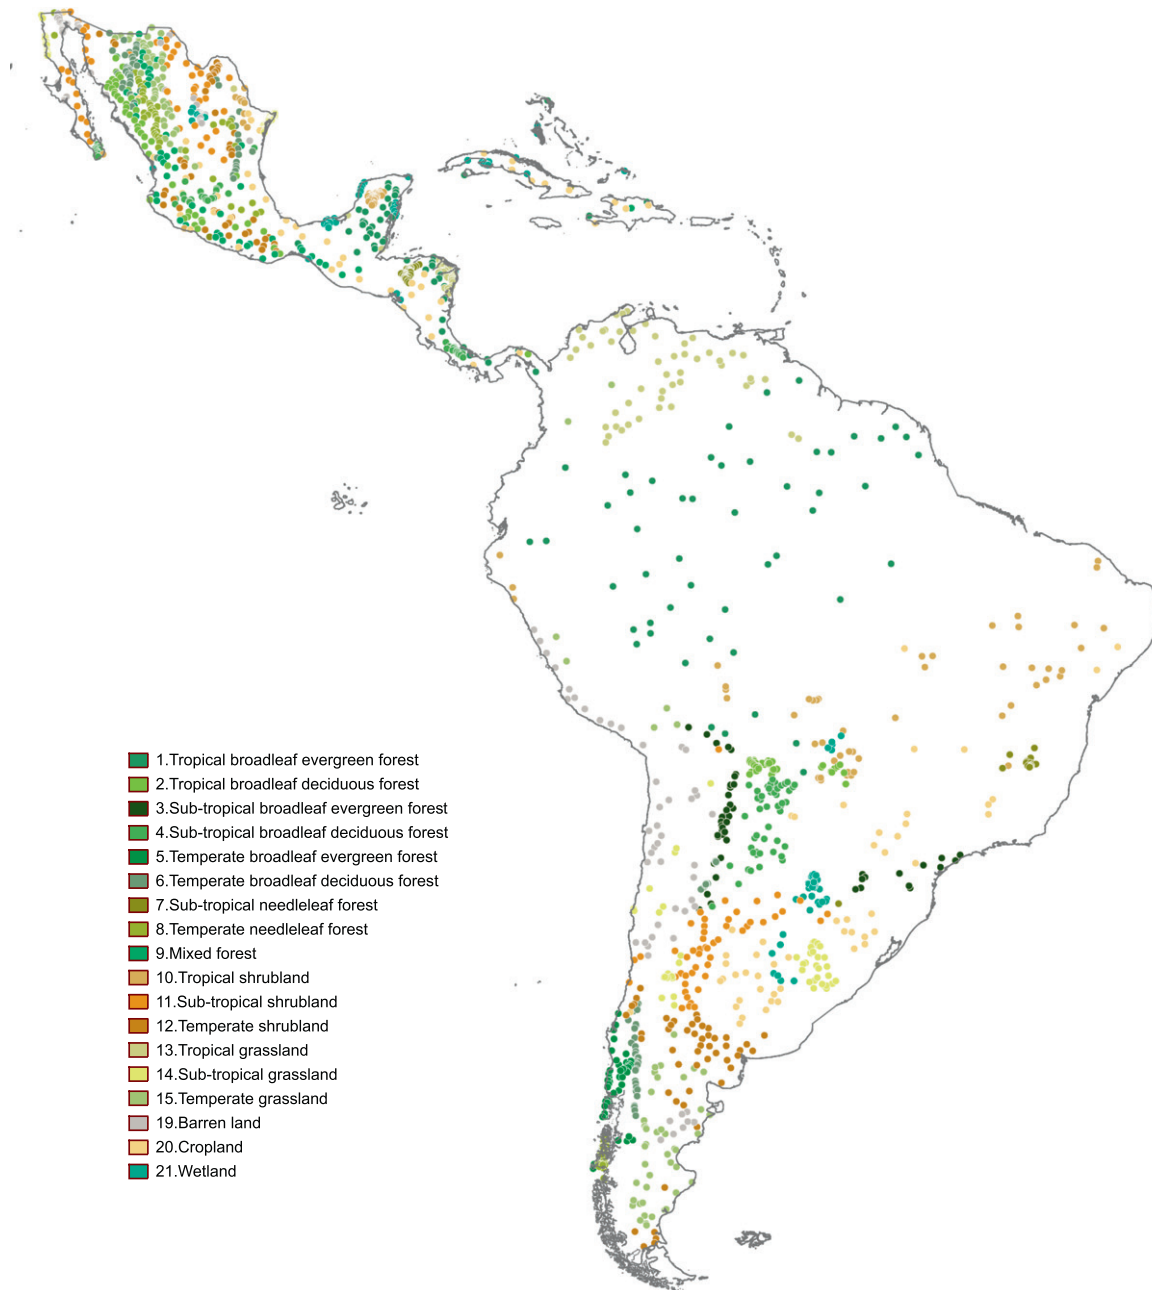 1.Tropical broadleaf evergreen forest
2.Tropical broadleaf deciduous forest
3.Sub-tropical broadleaf evergreen forest
4.Sub-tropical broadleaf deciduous forest
5.Temperate broadleaf evergreen forest
6.Temperate broadleaf deciduous forest
7.Sub-tropical needleleaf forest
8.Temperate needleleaf forest
9.Mixed forest
10.Tropical shrubland
11.Sub-tropical shrubland
12.Temperate shrubland
13.Tropical grassland
14.Sub-tropical grassland
15.Temperate grassland
19.Barren land
20.Cropland
21.Wetland